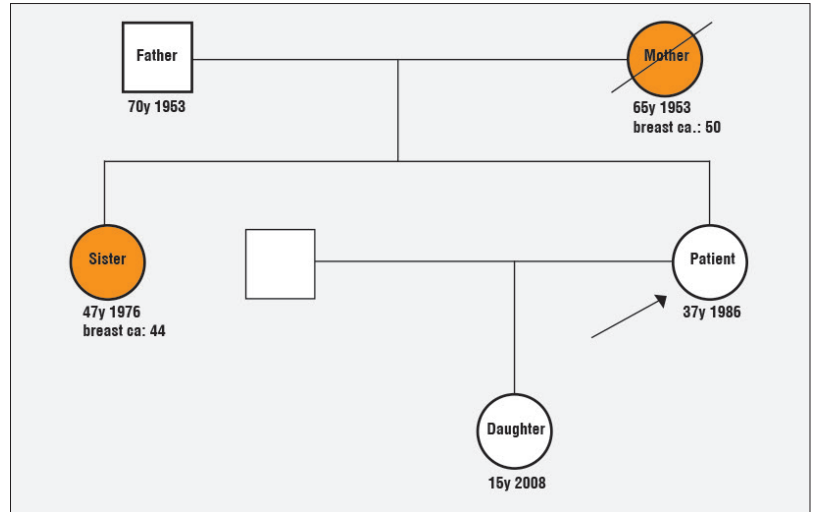 Father
70y 1953
Mother
65y 1953
breast ca.: 50
Sister
47y 1976
breast ca: 44
Patient
37y 1986
Daughter
15y 2008